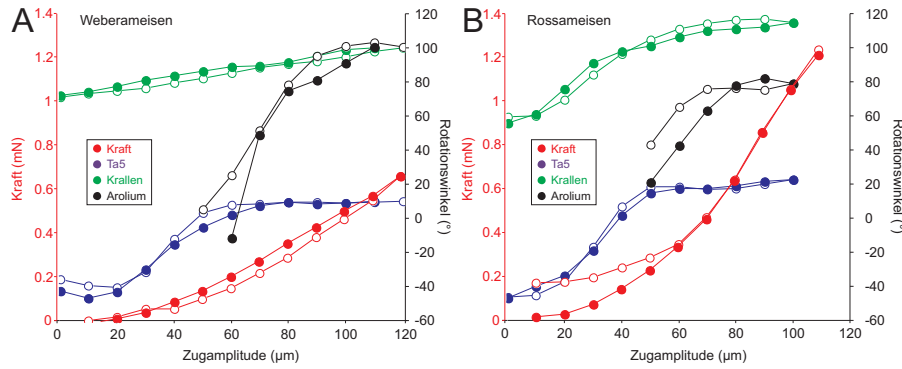 A
Weberameisen
1.4
1.2
1
0.8
0.6
0.4
0.2
0
Kraft (mN)
120
100
80
60
40
20
0
-20
-40
-60
Rotationswinkel (°)
Kraft
Ta5
Krallen
Arolium
0 20 40 60 80 100 120
Zugamplitude (µm)
B
Rossameisen
1.4
1.2
1
0.8
0.6
0.4
0.2
0
Kraft (mN)
120
100
80
60
40
20
0
-20
-40
-60
Rotationswinkel (°)
Kraft
Ta5
Krallen
Arolium
0 20 40 60 80 100 120
Zugamplitude (µm)